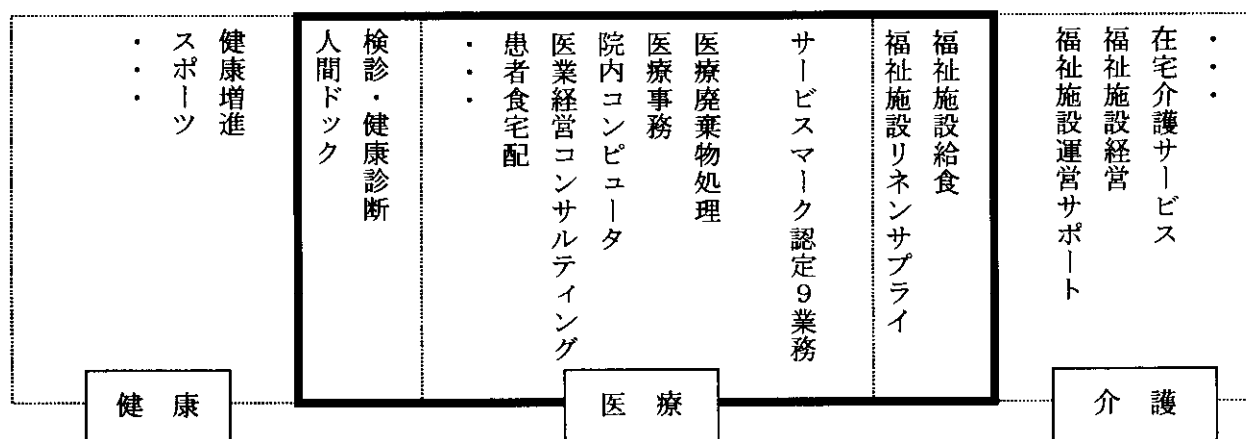 ・・・
在宅介護サービス
福祉施設経営
福祉施設運営サポート
福祉施設給食
福祉施設リネンサプライ
サービスマーク認定9業務
医療廃棄物処理
医療事務
院内コンピュータ
医業経営コンサルティング
患者食宅配
・・・
検診・健康診断
人間ドック
健康増進
スポーツ
・・・
健康
医療
介護